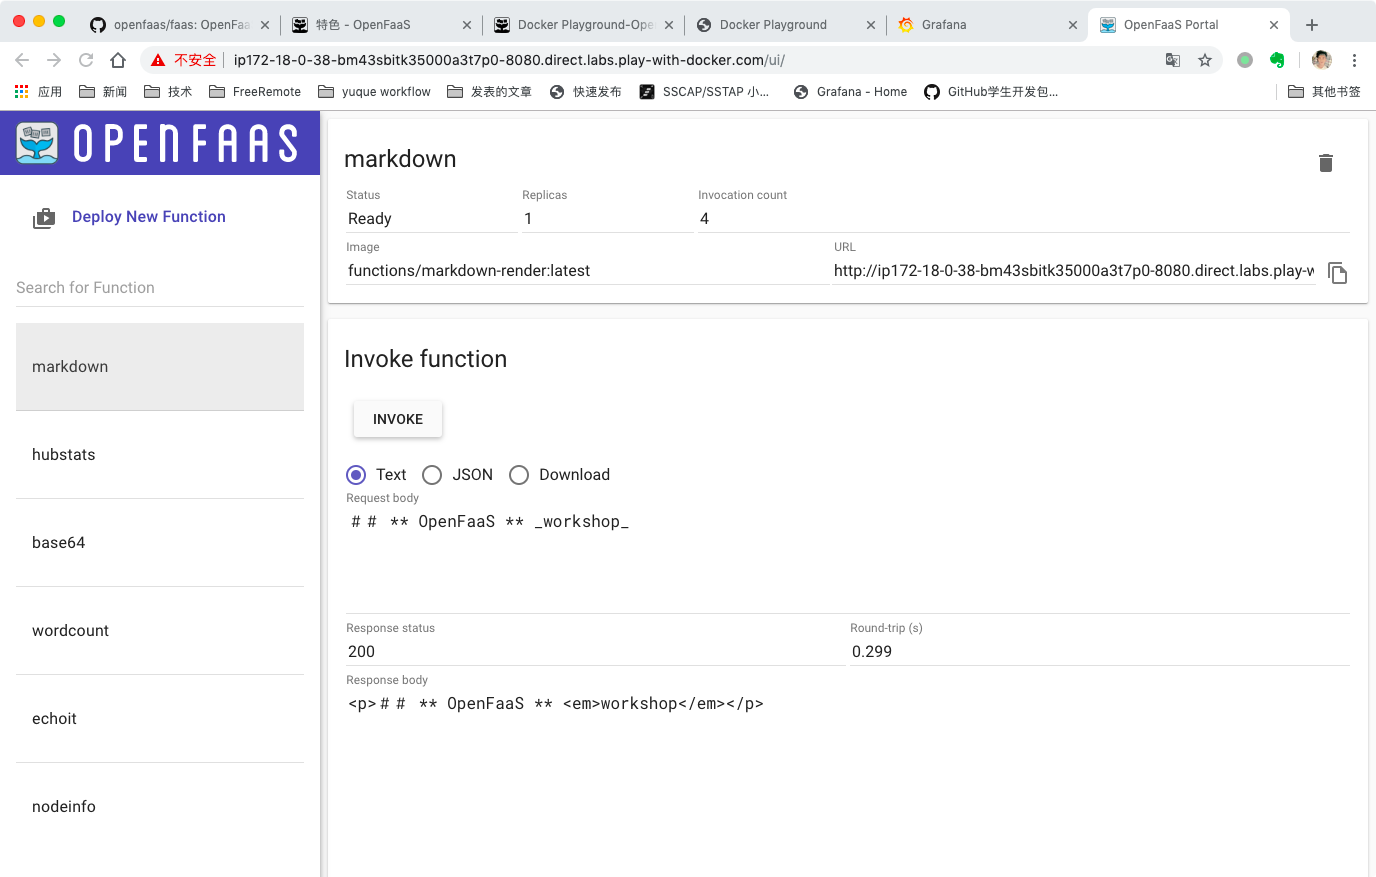 openfaas/faas: OpenFaa
特色 - OpenFaaS
Docker Playground-Ope
Docker Playground
Grafana
OpenFaaS Portal
不安全
ip172-18-0-38-bm43sbitk35000a3t7p0-8080.direct.labs.play-with-docker.com/ui/
应用
新闻
技术
FreeRemote
yuque workflow
发表的文章
快速发布
SSCAP/SSTAP 小...
Grafana - Home
GitHub学生开发包...
其他书签
OPENFAAS
Deploy New Function
Search for Function
markdown
hubstats
base64
wordcount
echoit
nodeinfo
markdown
Status
Replicas
Invocation count
Ready
1
4
Image
URL
functions/markdown-render:latest
http://ip172-18-0-38-bm43sbitk35000a3t7p0-8080.direct.labs.play-w
Invoke function
INVOKE
Text
JSON
Download
Request body
＃＃ ** OpenFaaS ** _workshop_
Response status
Round-trip (s)
200
0.299
Response body
<p>＃＃ ** OpenFaaS ** <em>workshop</em></p>